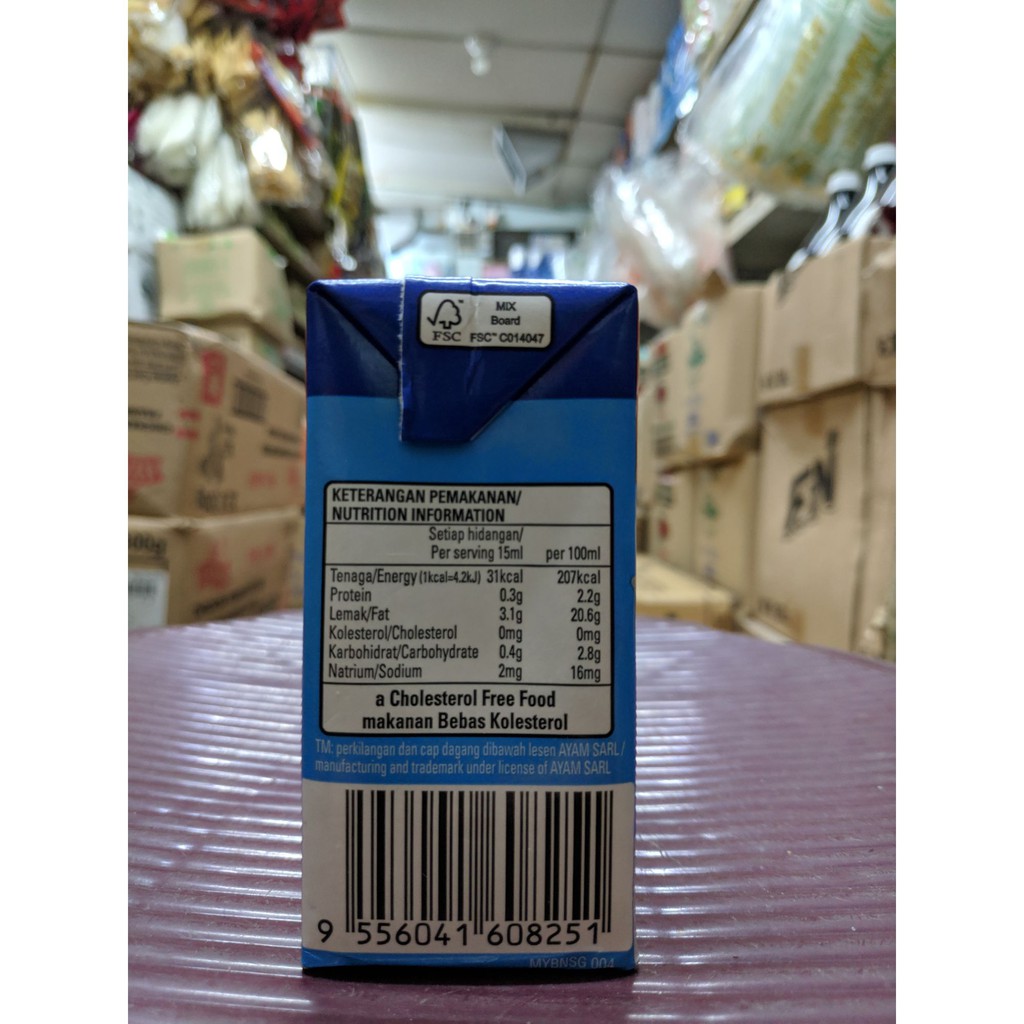 MIX
Board
FSC FSC™ C014047
KETERANGAN PEMAKANAN/
NUTRITION INFORMATION
Setiap hidangan/
Per serving 15ml per 100ml
Tenaga/Energy (1kcal=4.2kJ) 31kcal 207kcal
Protein 0.3g 2.2g
Lemak/Fat 3.1g 20.6g
Kolesterol/Cholesterol 0mg 0mg
Karbohidrat/Carbohydrate 0.4g 2.8g
Natrium/Sodium 2mg 16mg
a Cholesterol Free Food
makanan Bebas Kolesterol
TM: perkilangan dan cap dagang dibawah lesen AYAM SARL/
manufacturing and trademark under license of AYAM SARL
9 556041 608251
MYBNSG 004
EN